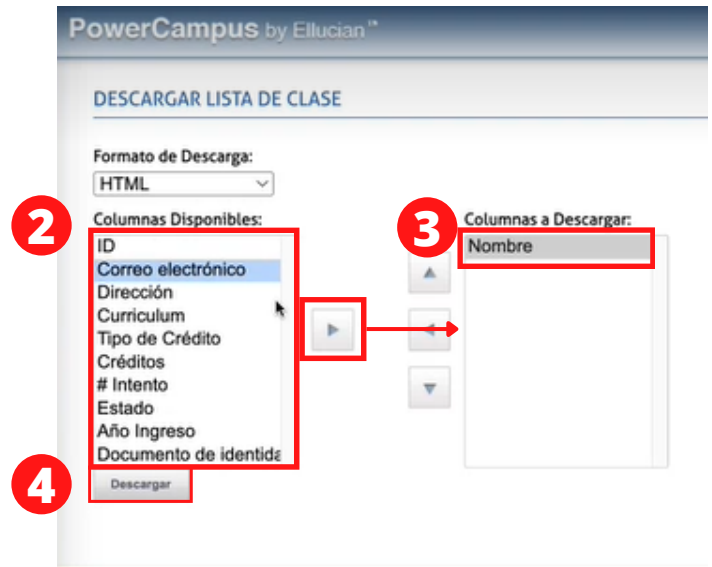 PowerCampus by Ellucian™
DESCARGAR LISTA DE CLASE
Formato de Descarga:
HTML
2
Columnas Disponibles:
ID
Correo electrónico
Dirección
Curriculum
Tipo de Crédito
Créditos
# Intento
Estado
Año Ingreso
Documento de identida
3
Columnas a Descargar:
Nombre
4
Descargar